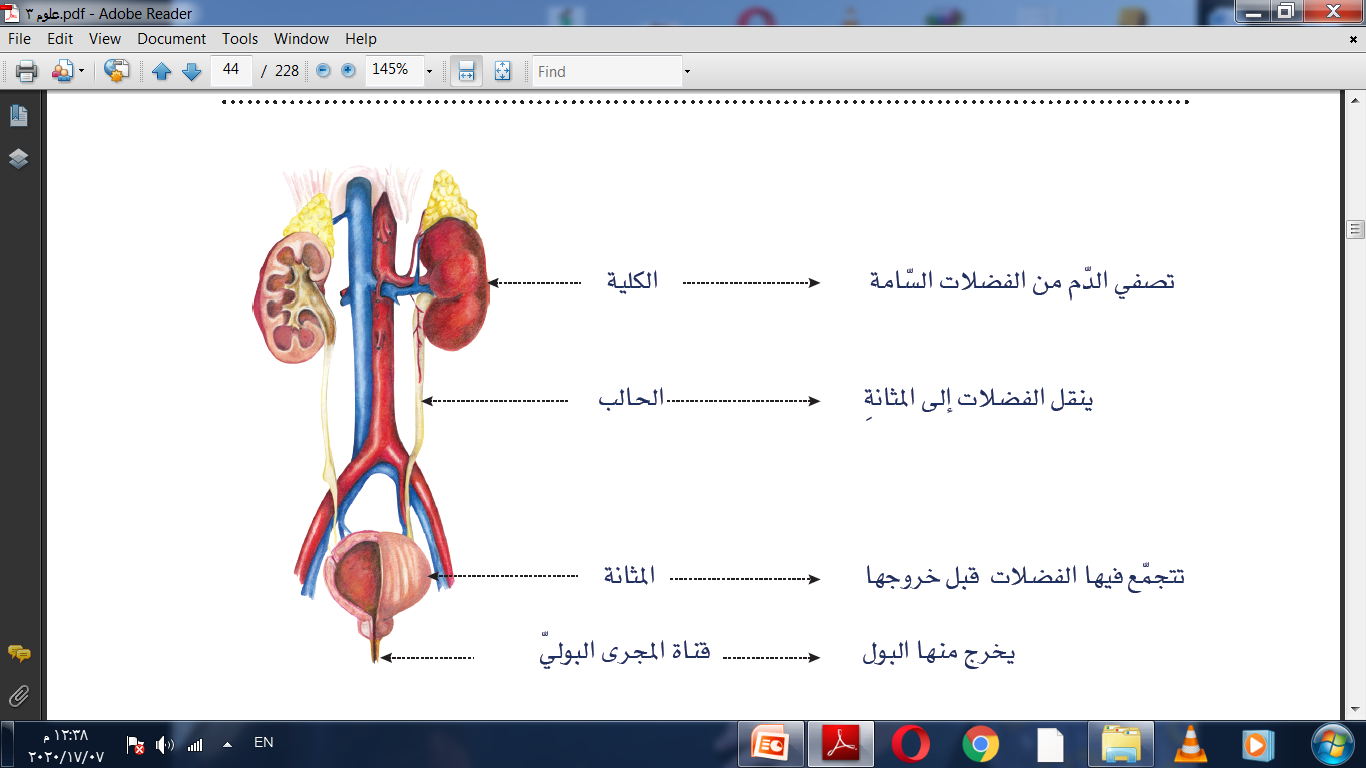 علوم ٣.pdf - Adobe Reader
File Edit View Document Tools Window Help
44 / 228 145% Find
تصفي الدّم من الفضلات السّامة
الكلية
ينقل الفضلات إلى المثانةِ
الحالب
تتجمّع فيها الفضلات قبل خروجها
المثانة
يخرج منها البول
قناة المجرى البوليّ
EN
١٢:٣٨ م
٢٠٢٠/١٧/٠٧